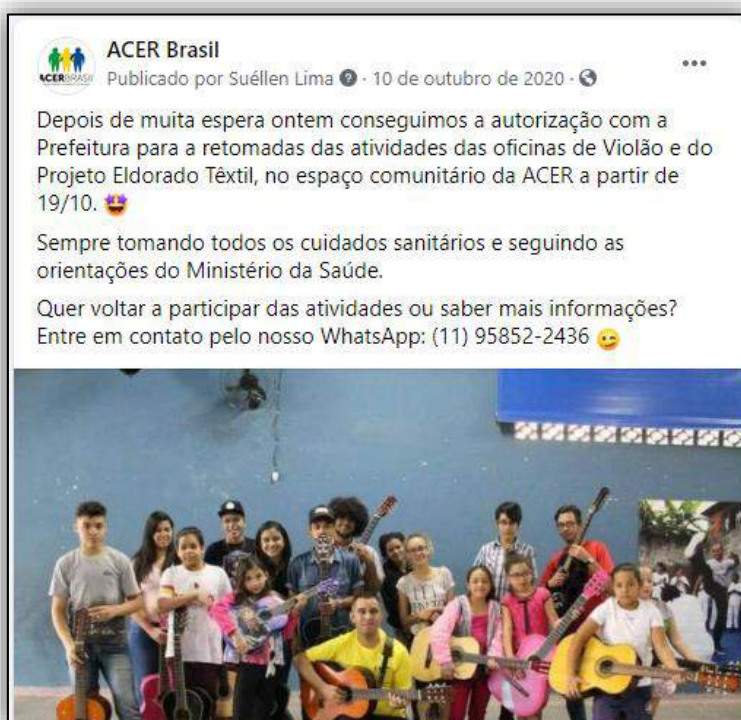 ACER Brasil
ACERBRASIL
Publicado por Suéllen Lima · 10 de outubro de 2020 ·
Depois de muita espera ontem conseguimos a autorização com a
Prefeitura para a retomadas das atividades das oficinas de Violão e do
Projeto Eldorado Têxtil, no espaço comunitário da ACER a partir de
19/10. 🤩
Sempre tomando todos os cuidados sanitários e seguindo as
orientações do Ministério da Saúde.
Quer voltar a participar das atividades ou saber mais informações?
Entre em contato pelo nosso WhatsApp: (11) 95852-2436 😉